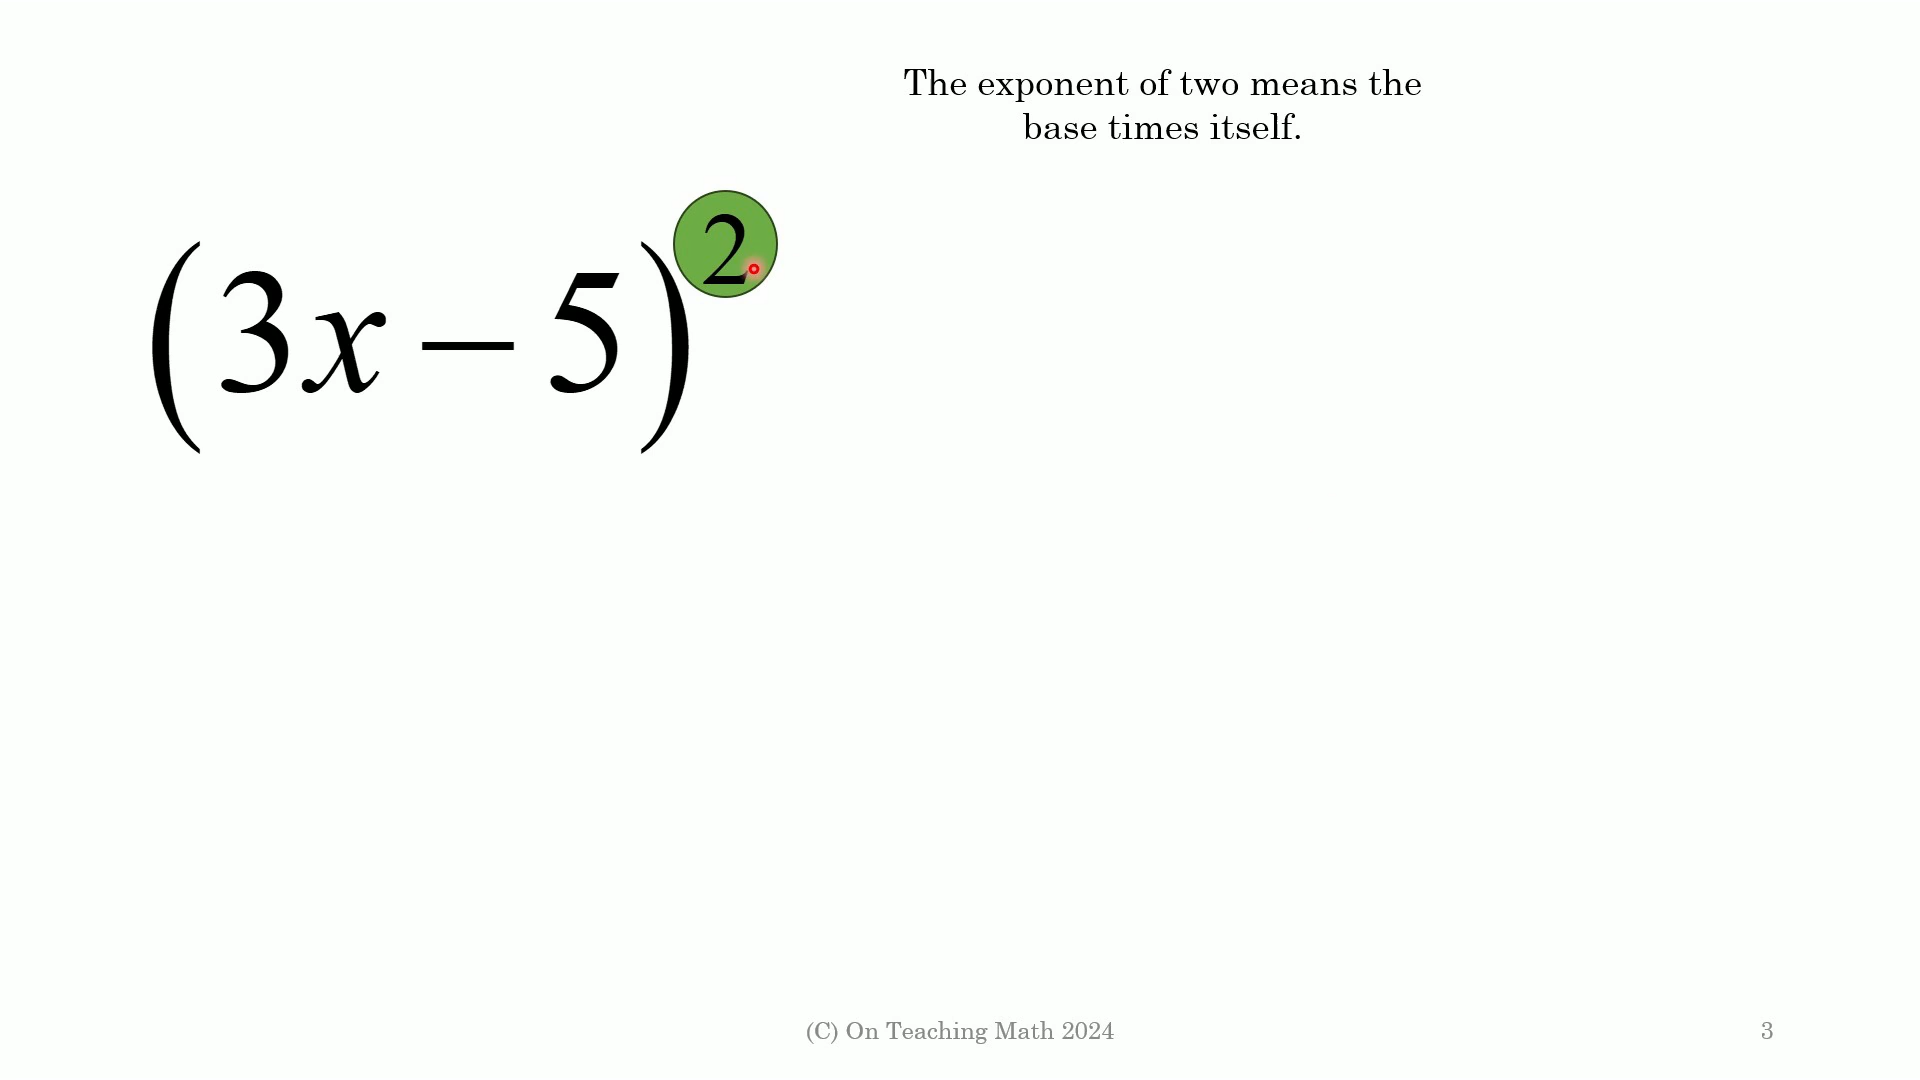 The exponent of two means the
base times itself.
(3x – 5)²
(C) On Teaching Math 2024
3